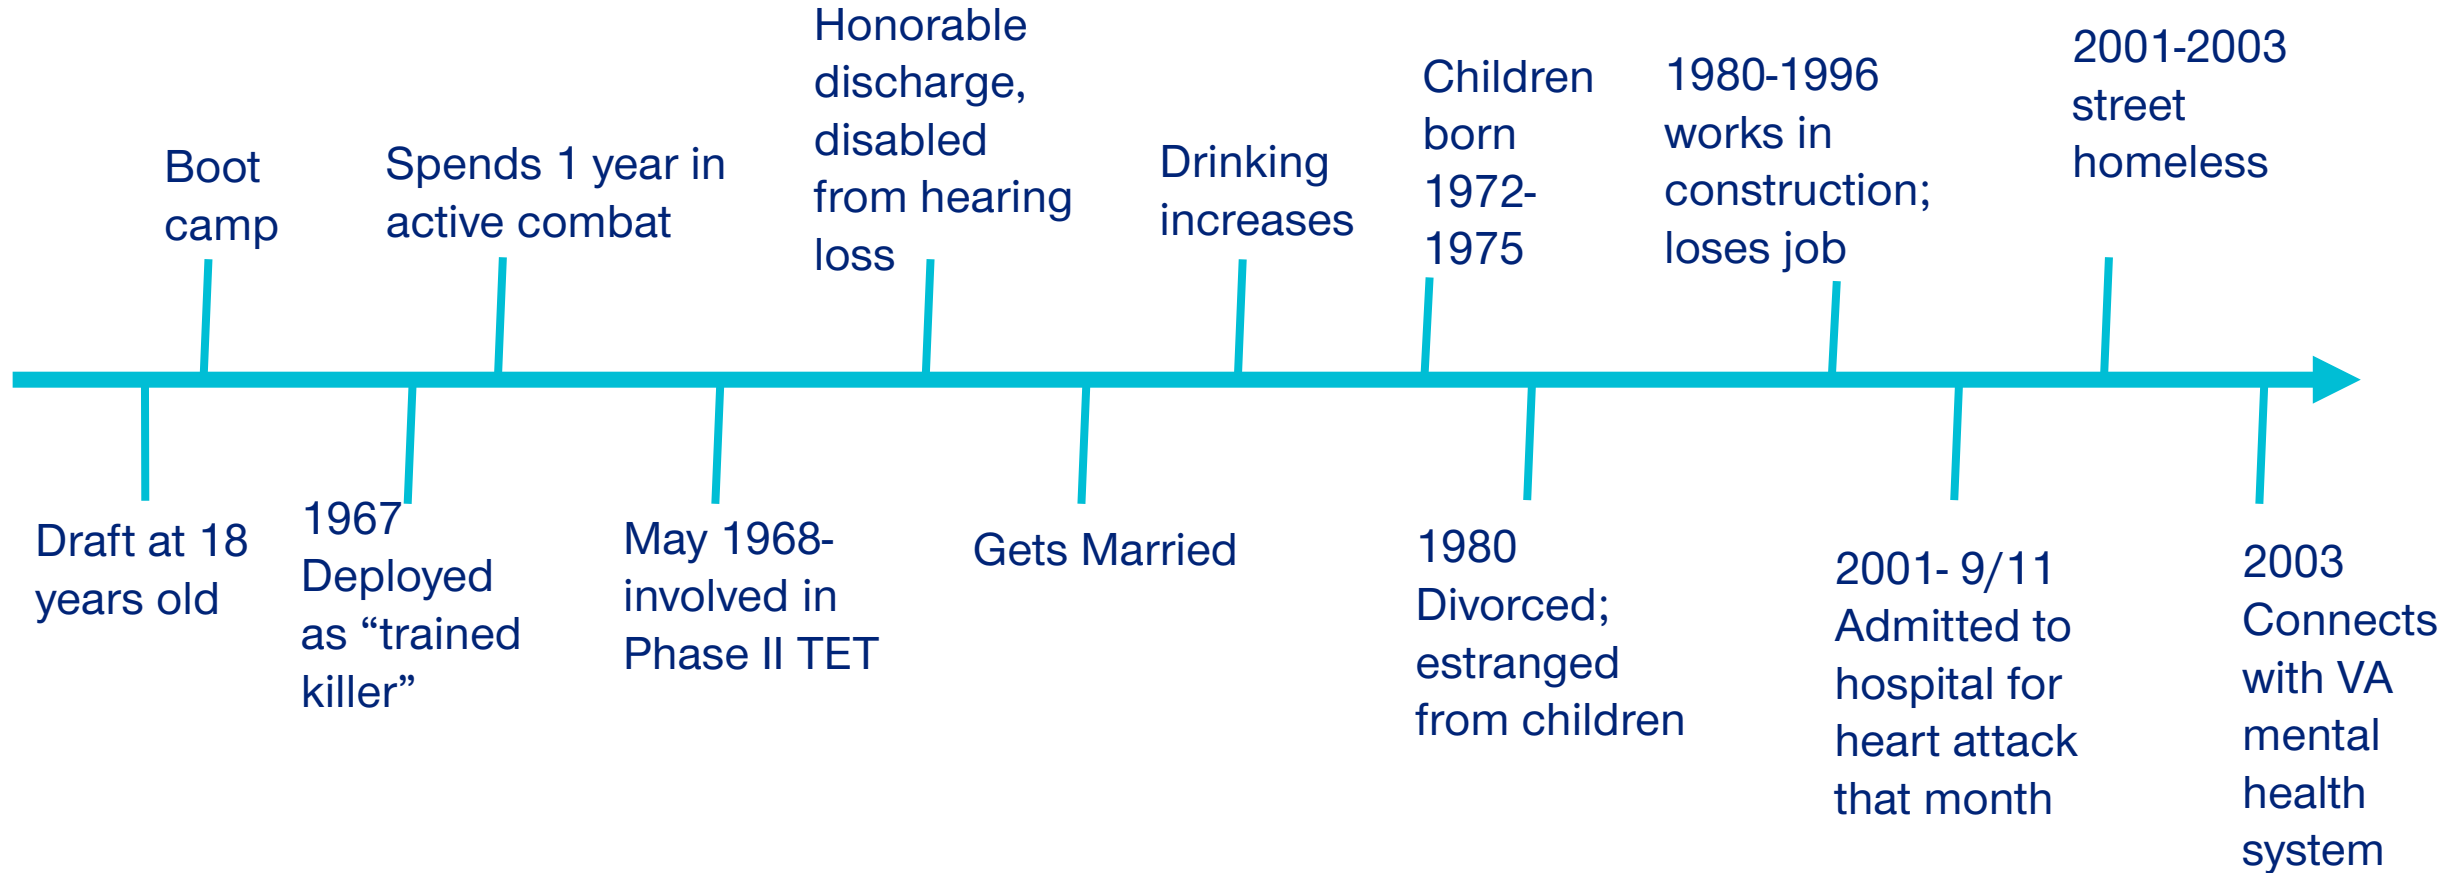 Honorable
discharge,
disabled
from hearing
loss
Boot
camp
Spends 1 year in
active combat
Drinking
increases
Children
born
1972-
1975
1980-1996
works in
construction;
loses job
2001-2003
street
homeless
Draft at 18
years old
1967
Deployed
as “trained
killer”
May 1968-
involved in
Phase II TET
Gets Married
1980
Divorced;
estranged
from children
2001- 9/11
Admitted to
hospital for
heart attack
that month
2003
Connects
with VA
mental
health
system